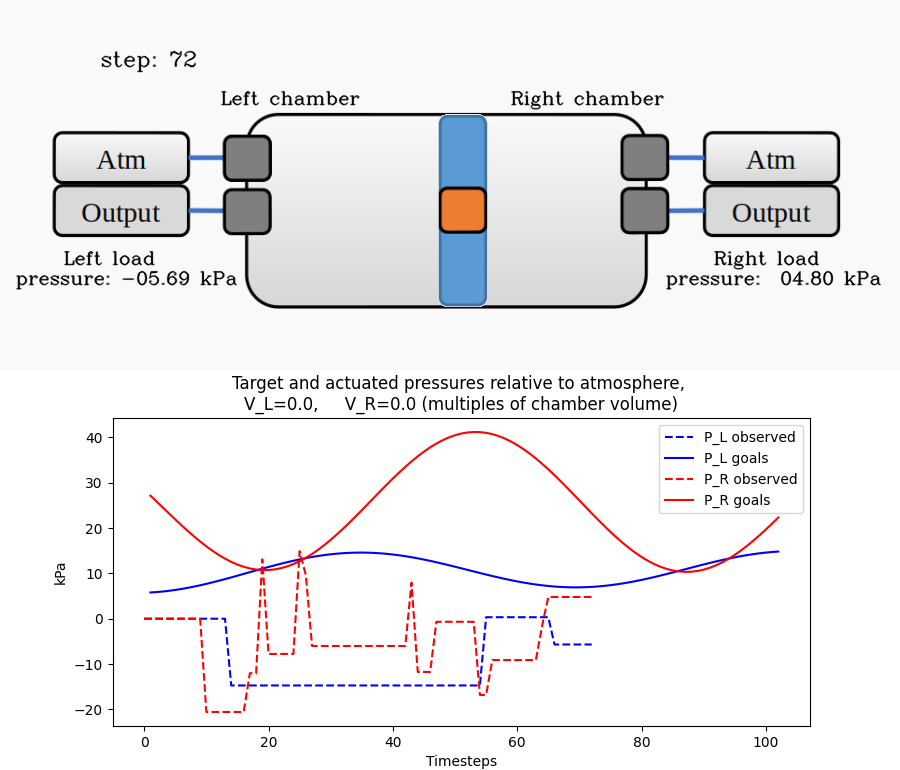 step: 72
Left chamber
Right chamber
Atm
Atm
Output
Output
Left load
pressure: -05.69 kPa
Right load
pressure: 04.80 kPa
Target and actuated pressures relative to atmosphere,
V_L=0.0, V_R=0.0 (multiples of chamber volume)
P_L observed
P_L goals
P_R observed
P_R goals
kPa
40
30
20
10
0
−10
−20
0 20 40 60 80 100
Timesteps